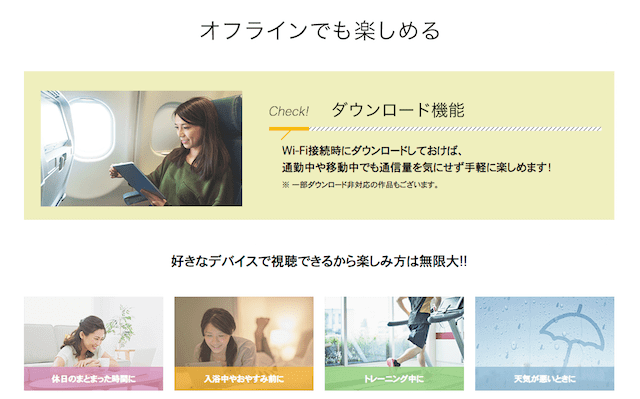 オフラインでも楽しめる
Check! ダウンロード機能
Wi-Fi接続時にダウンロードしておけば、
通勤中や移動中でも通信量を気にせず手軽に楽しめます!
※ 一部ダウンロード非対応の作品もございます。
好きなデバイスで視聴できるから楽しみ方は無限大!!
休日のまとまった時間に
入浴中やおやすみ前に
トレーニング中に
天気が悪いときに